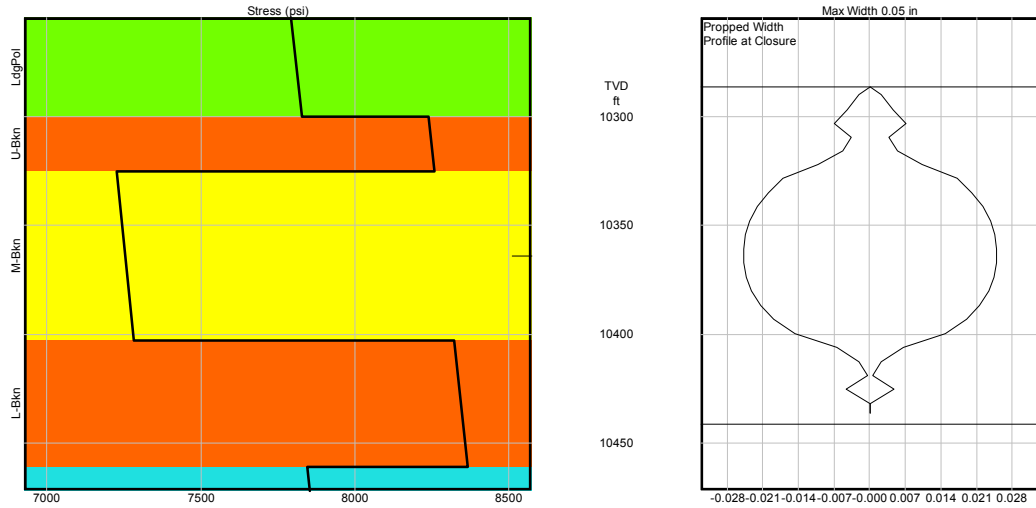 Stress (psi)
LdgPol
U-Bkn
M-Bkn
L-Bkn
7000 7500 8000 8500
TVD
ft
10300
10350
10400
10450
Max Width 0.05 in
Propped Width
Profile at Closure
-0.028-0.021-0.014-0.007-0.000 0.007 0.014 0.021 0.028